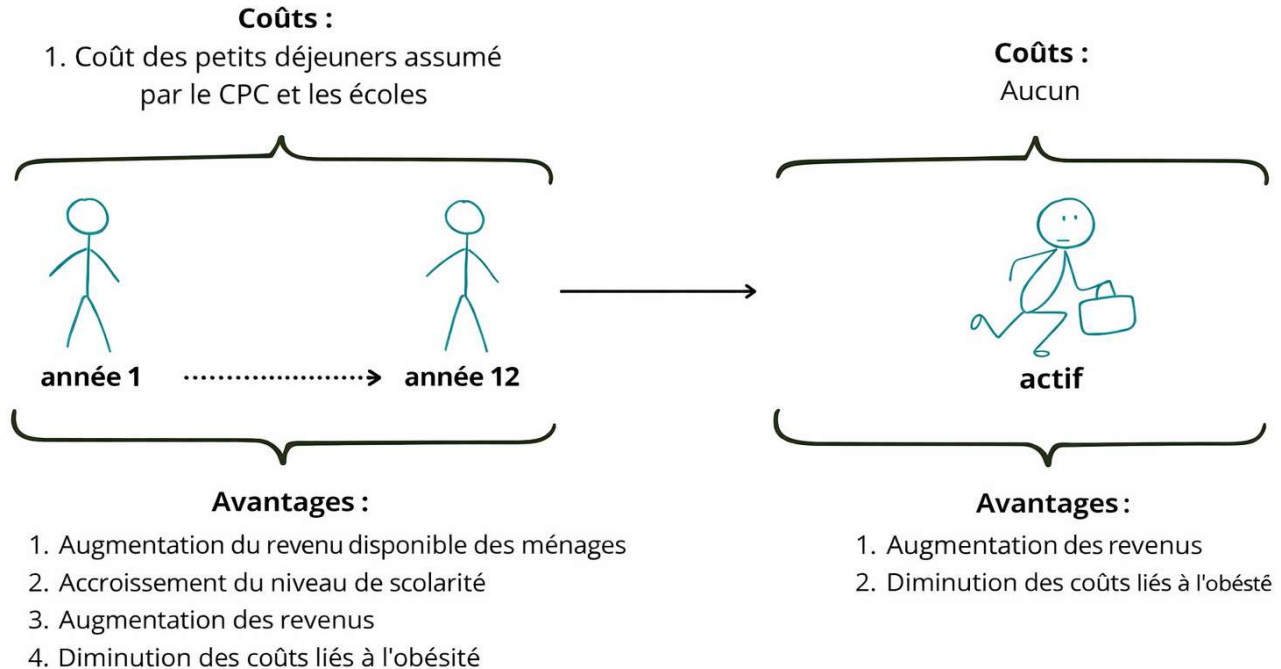 Coûts :
1. Coût des petits déjeuners assumé
par le CPC et les écoles
année 1
année 12
Avantages :
1. Augmentation du revenu disponible des ménages
2. Accroissement du niveau de scolarité
3. Augmentation des revenus
4. Diminution des coûts liés à l'obésité
Coûts :
Aucun
actif
Avantages :
1. Augmentation des revenus
2. Diminution des coûts liés à l'obésté